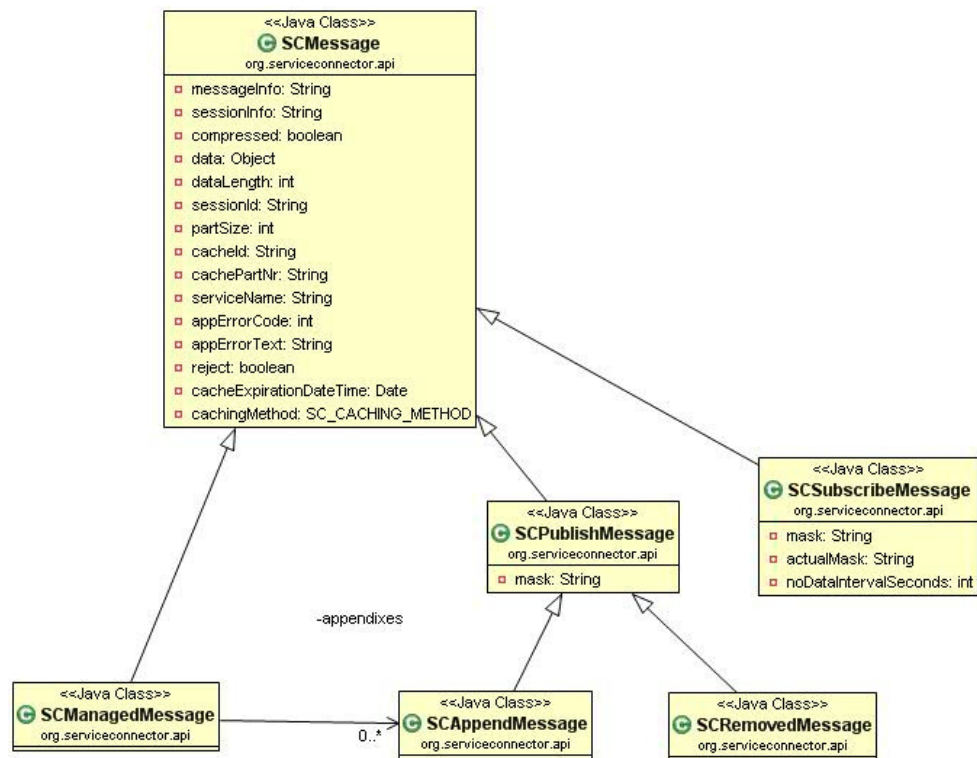 <<Java Class>>
SCMessage
org.serviceconnector.api
messageInfo: String
sessionInfo: String
compressed: boolean
data: Object
dataLength: int
sessionId: String
partSize: int
cacheId: String
cachePartNr: String
serviceName: String
appErrorCode: int
appErrorText: String
reject: boolean
cacheExpirationDateTime: Date
cachingMethod: SC_CACHING_METHOD
<<Java Class>>
SCSubscribeMessage
org.serviceconnector.api
mask: String
actualMask: String
noDataIntervalSeconds: int
<<Java Class>>
SCPublishMessage
org.serviceconnector.api
mask: String
-appendixes
<<Java Class>>
SCManagedMessage
org.serviceconnector.api
0..*
<<Java Class>>
SCAppendMessage
org.serviceconnector.api
<<Java Class>>
SCRemovedMessage
org.serviceconnector.api